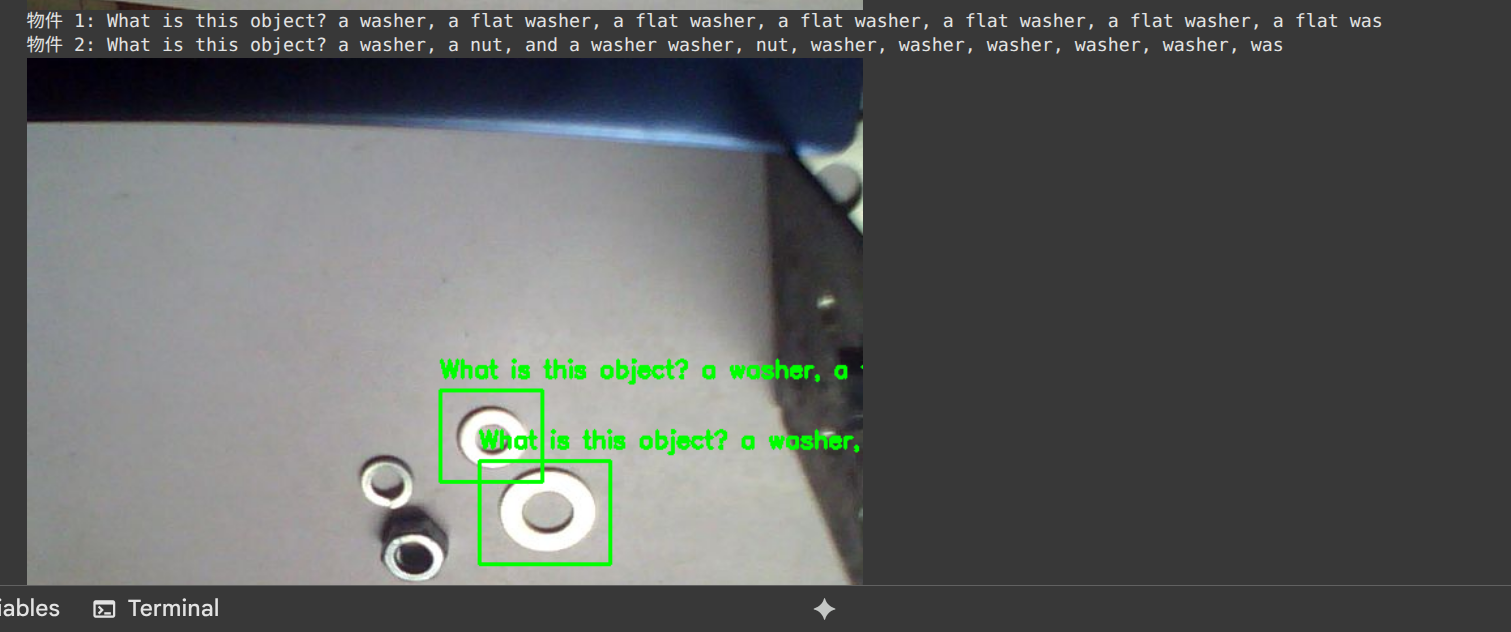 物件 1: What is this object? a washer, a flat washer, a flat washer, a flat washer, a flat washer, a flat washer, a flat was
物件 2: What is this object? a washer, a nut, and a washer washer, nut, washer, washer, washer, washer, washer, was
What is this object? a washer, a
What is this object? a washer,
iables
Terminal